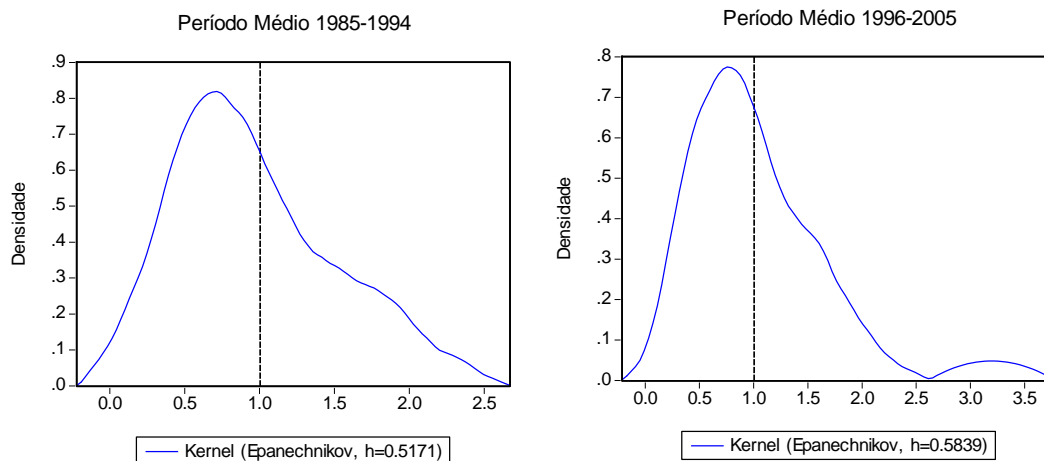 Período Médio 1985-1994
.9
.8
.7
.6
.5
.4
.3
.2
.1
.0
Densidade
0.0 0.5 1.0 1.5 2.0 2.5
Kernel (Epanechnikov, h=0.5171)
Período Médio 1996-2005
.8
.7
.6
.5
.4
.3
.2
.1
.0
Densidade
0.0 0.5 1.0 1.5 2.0 2.5 3.0 3.5
Kernel (Epanechnikov, h=0.5839)